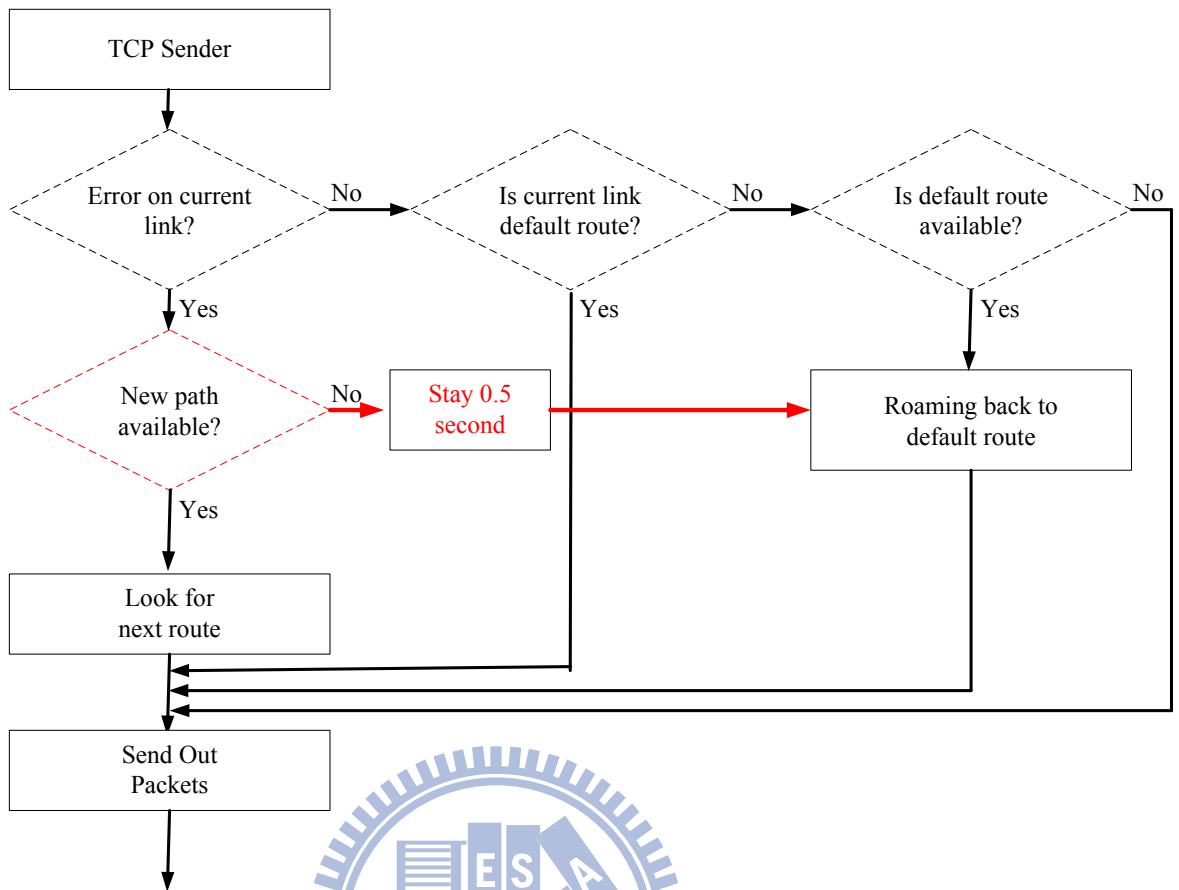 TCP Sender
Error on current
link?
No
Is current link
default route?
No
Is default route
available?
No
Yes
Yes
Yes
New path
available?
No
Stay 0.5
second
Roaming back to
default route
Yes
Look for
next route
Send Out
Packets
E S A